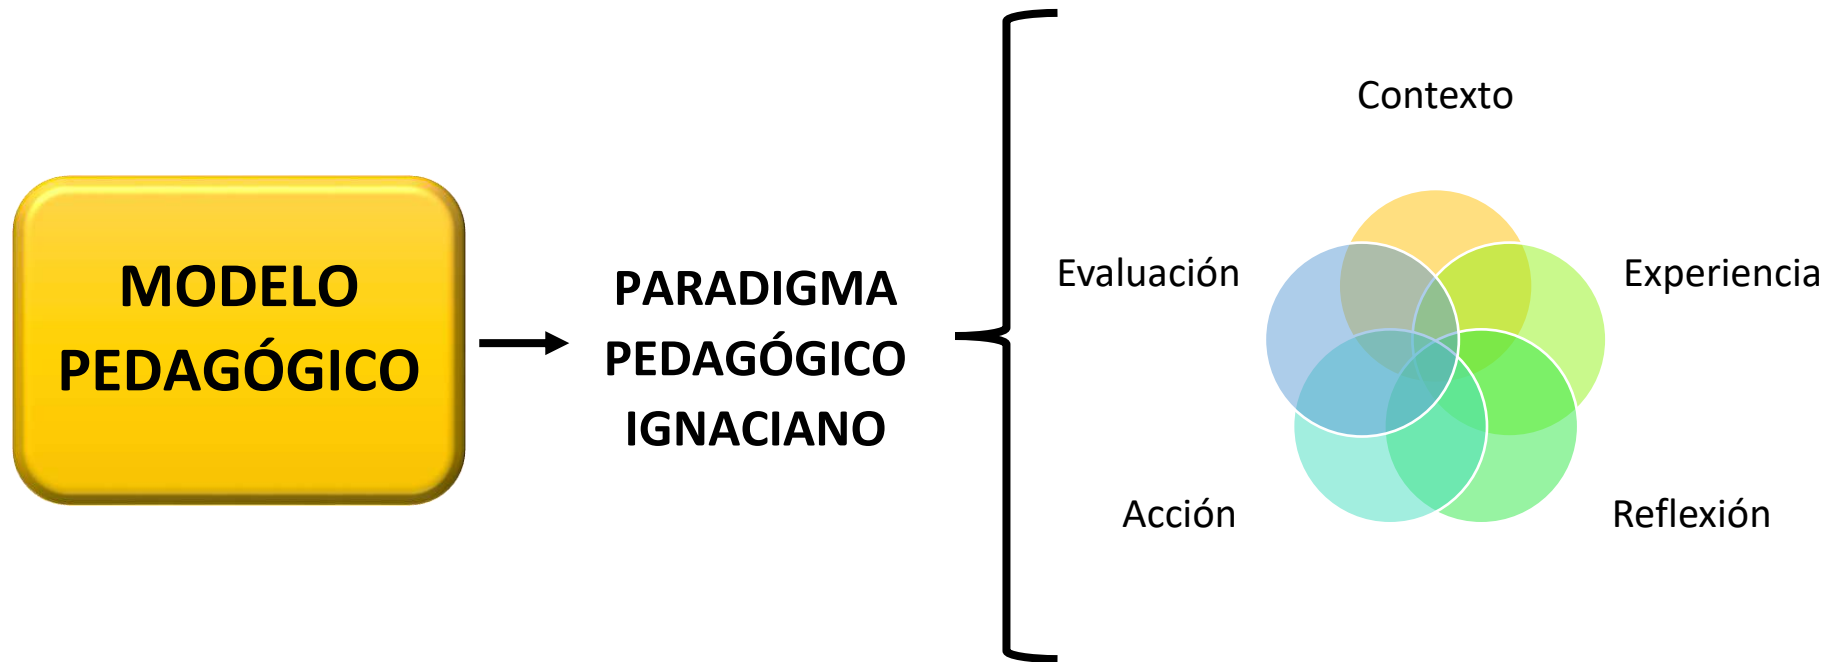 MODELO
PEDAGÓGICO
PARADIGMA
PEDAGÓGICO
IGNACIANO
Contexto
Experiencia
Reflexión
Acción
Evaluación